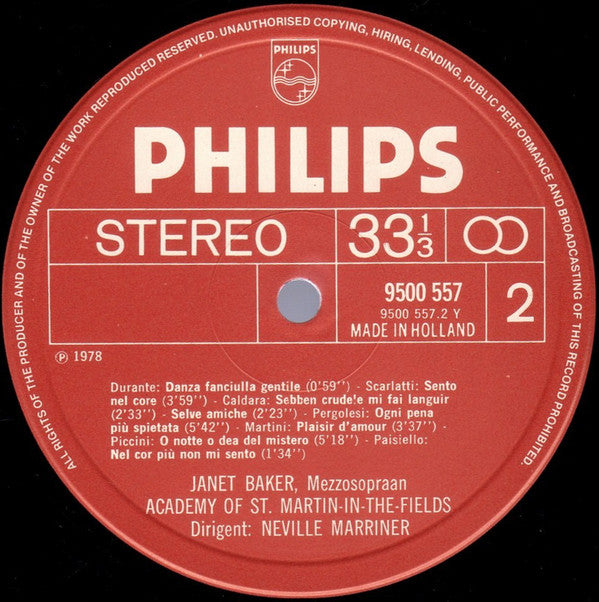 ALL RIGHTS OF THE PRODUCER AND OF THE OWNER OF THE WORK REPRODUCED RESERVED. UNAUTHORISED COPYING, HIRING, LENDING, PUBLIC PERFORMANCE AND BROADCASTING OF THIS RECORD PROHIBITED.
PHILIPS
PHILIPS
STEREO 33 1/3
9500 557
9500 557.2 Y
MADE IN HOLLAND
2
℗ 1978
Durante: Danza fanciulla gentile (0'59'') - Scarlatti: Sento
nel core (3'59'') - Caldara: Sebben crude'e mi fai languir
(2'33'') - Selve amiche (2'23'') - Pergolesi: Ogni pena
più spietata (5'42'') - Martini: Plaisir d'amour (3'37'') -
Piccini: O notte o dea del mistero (5'18'') - Paisiello:
Nel cor più non mi sento (1'34'')
JANET BAKER, Mezzosopraan
ACADEMY OF ST. MARTIN-IN-THE-FIELDS
Dirigent: NEVILLE MARRINER